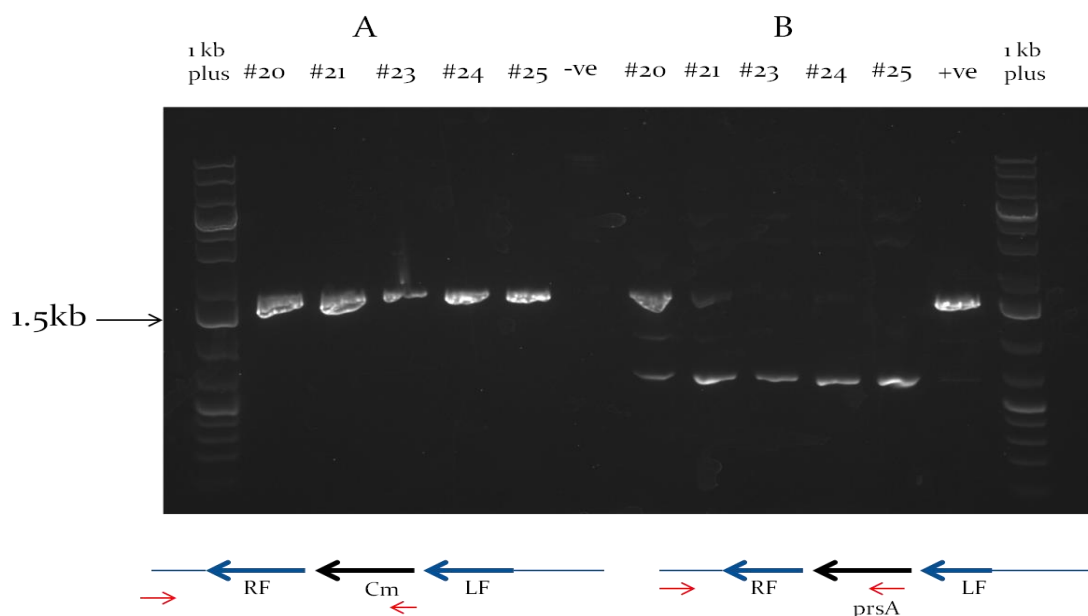 A B
1 kb plus #20 #21 #23 #24 #25 -ve #20 #21 #23 #24 #25 +ve 1 kb plus
1.5kb
RF Cm LF RF prsA LF